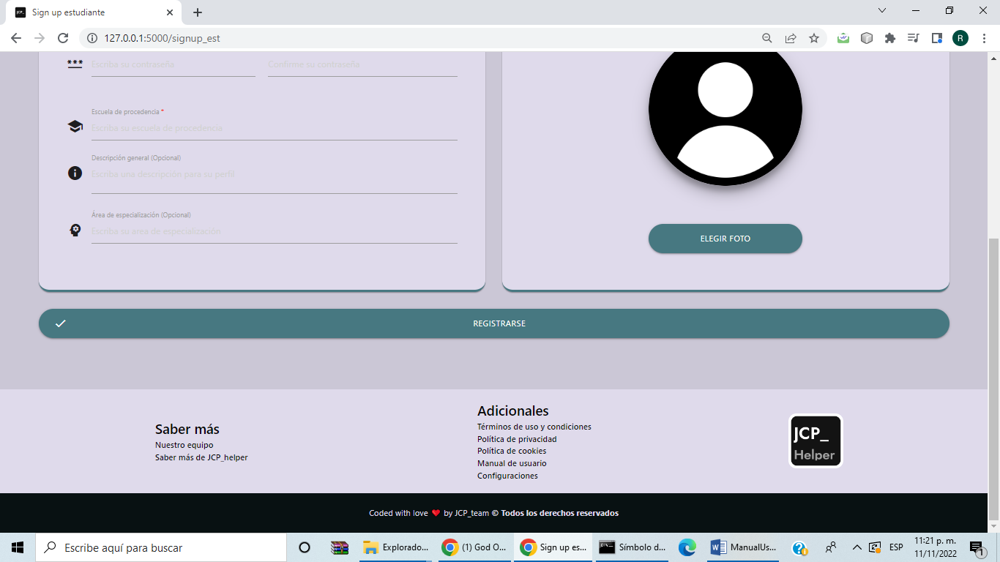 JCP_
Sign up estudiante
127.0.0.1:5000/signup_est
R
***
Escriba su contraseña
Confirme su contraseña
Escuela de procedencia *
Escriba su escuela de procedencia
Descripción general (Opcional)
Escriba una descripción para su perfil
Área de especialización (Opcional)
Escriba su area de especialización
ELEGIR FOTO
REGISTRARSE
Saber más
Nuestro equipo
Saber más de JCP_helper
Adicionales
Términos de uso y condiciones
Política de privacidad
Política de cookies
Manual de usuario
Configuraciones
JCP_
Helper
Coded with love ❤ by JCP_team © Todos los derechos reservados
Escribe aquí para buscar
Explorado...
(1) God O...
Sign up es...
Símbolo d...
ManualUs...
ESP
11:21 p. m.
11/11/2022
1